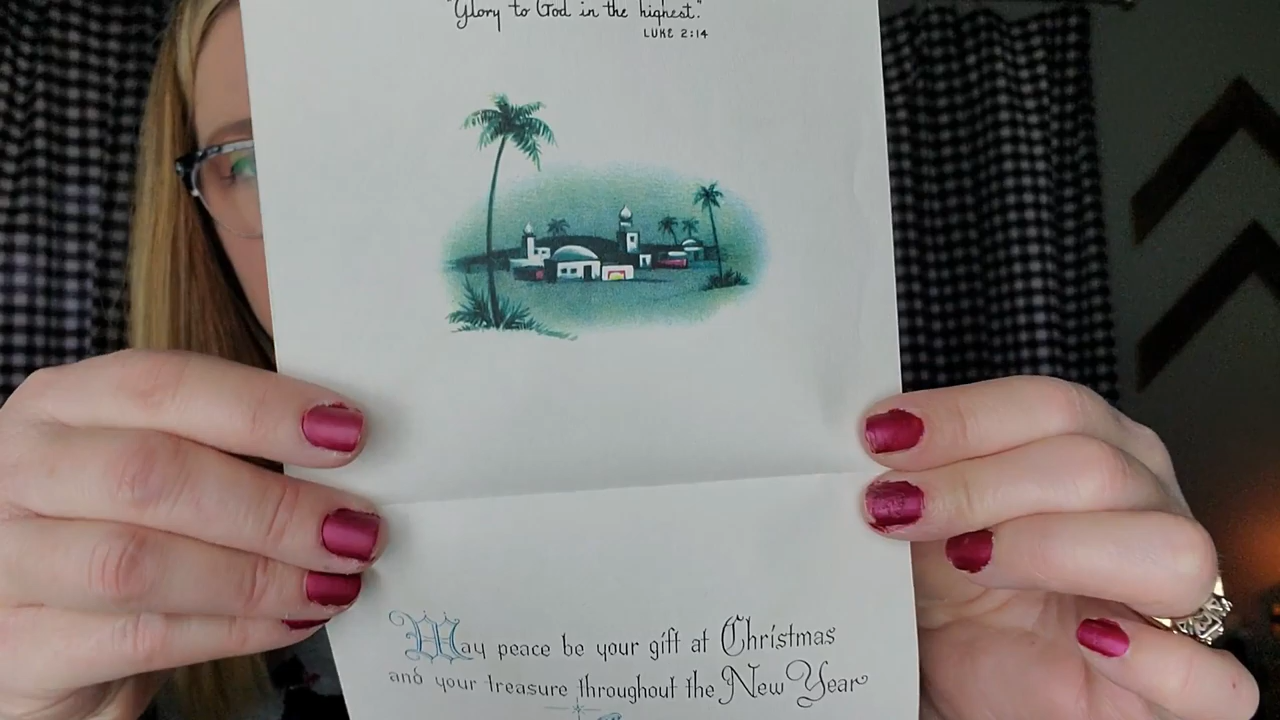 "Glory to God in the highest."
LUKE 2:14
May peace be your gift at Christmas
and your treasure throughout the New Year